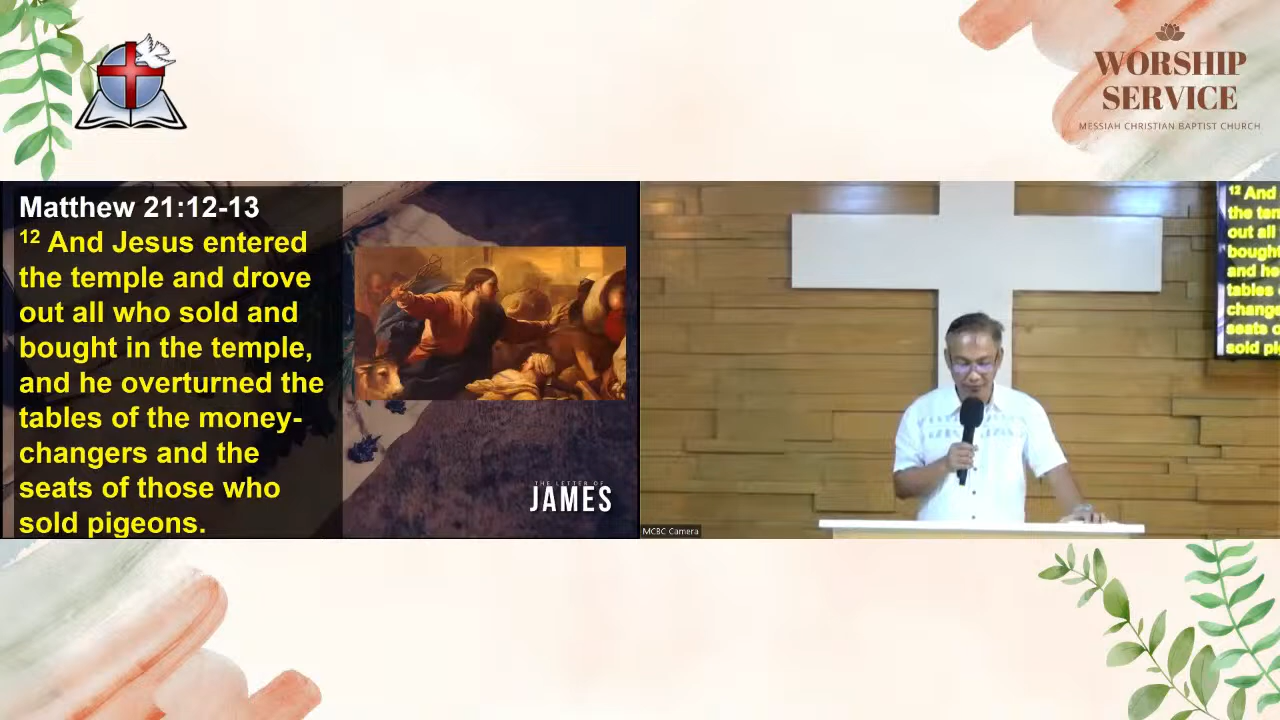 WORSHIP
SERVICE
MESSIAH CHRISTIAN BAPTIST CHURCH
Matthew 21:12-13
12 And Jesus entered
the temple and drove
out all who sold and
bought in the temple,
and he overturned the
tables of the money-
changers and the
seats of those who
sold pigeons.
THE LETTER OF
JAMES
12 And
the tem
out all
bought
and he
tables
change
seats o
sold pi
MCBC Camera